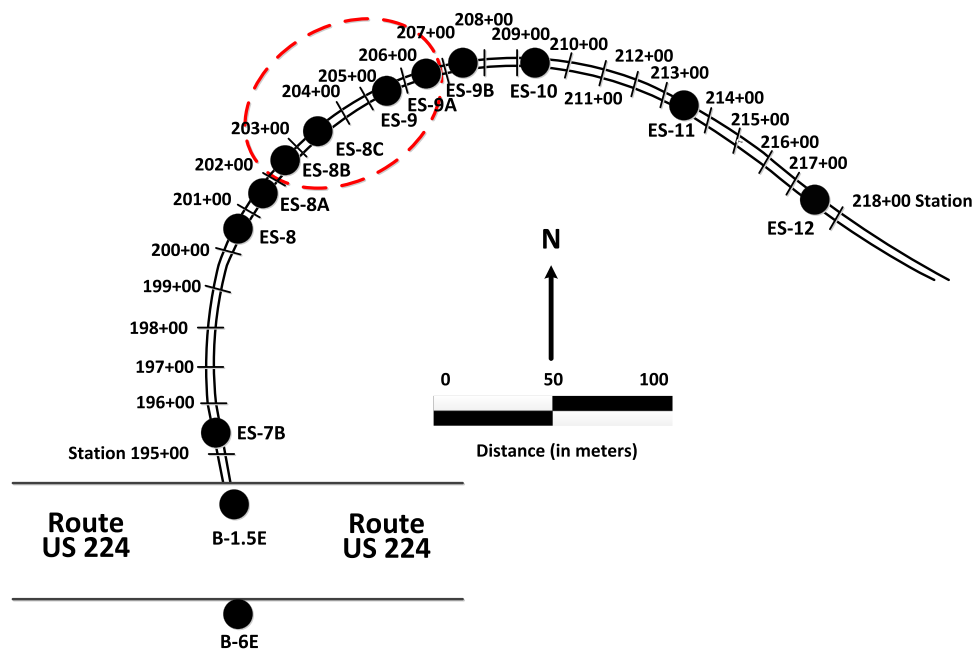 208+00
207+00
209+00
210+00
206+00
212+00
205+00
213+00
204+00
ES-9B
ES-10
211+00
ES-9A
214+00
ES-9
203+00
ES-11
215+00
ES-8C
216+00
202+00
ES-8B
217+00
201+00
ES-8A
218+00 Station
ES-12
ES-8
N
200+00
199+00
198+00
197+00
0 50 100
196+00
ES-7B
Distance (in meters)
Station 195+00
Route
US 224
Route
US 224
B-1.5E
B-6E